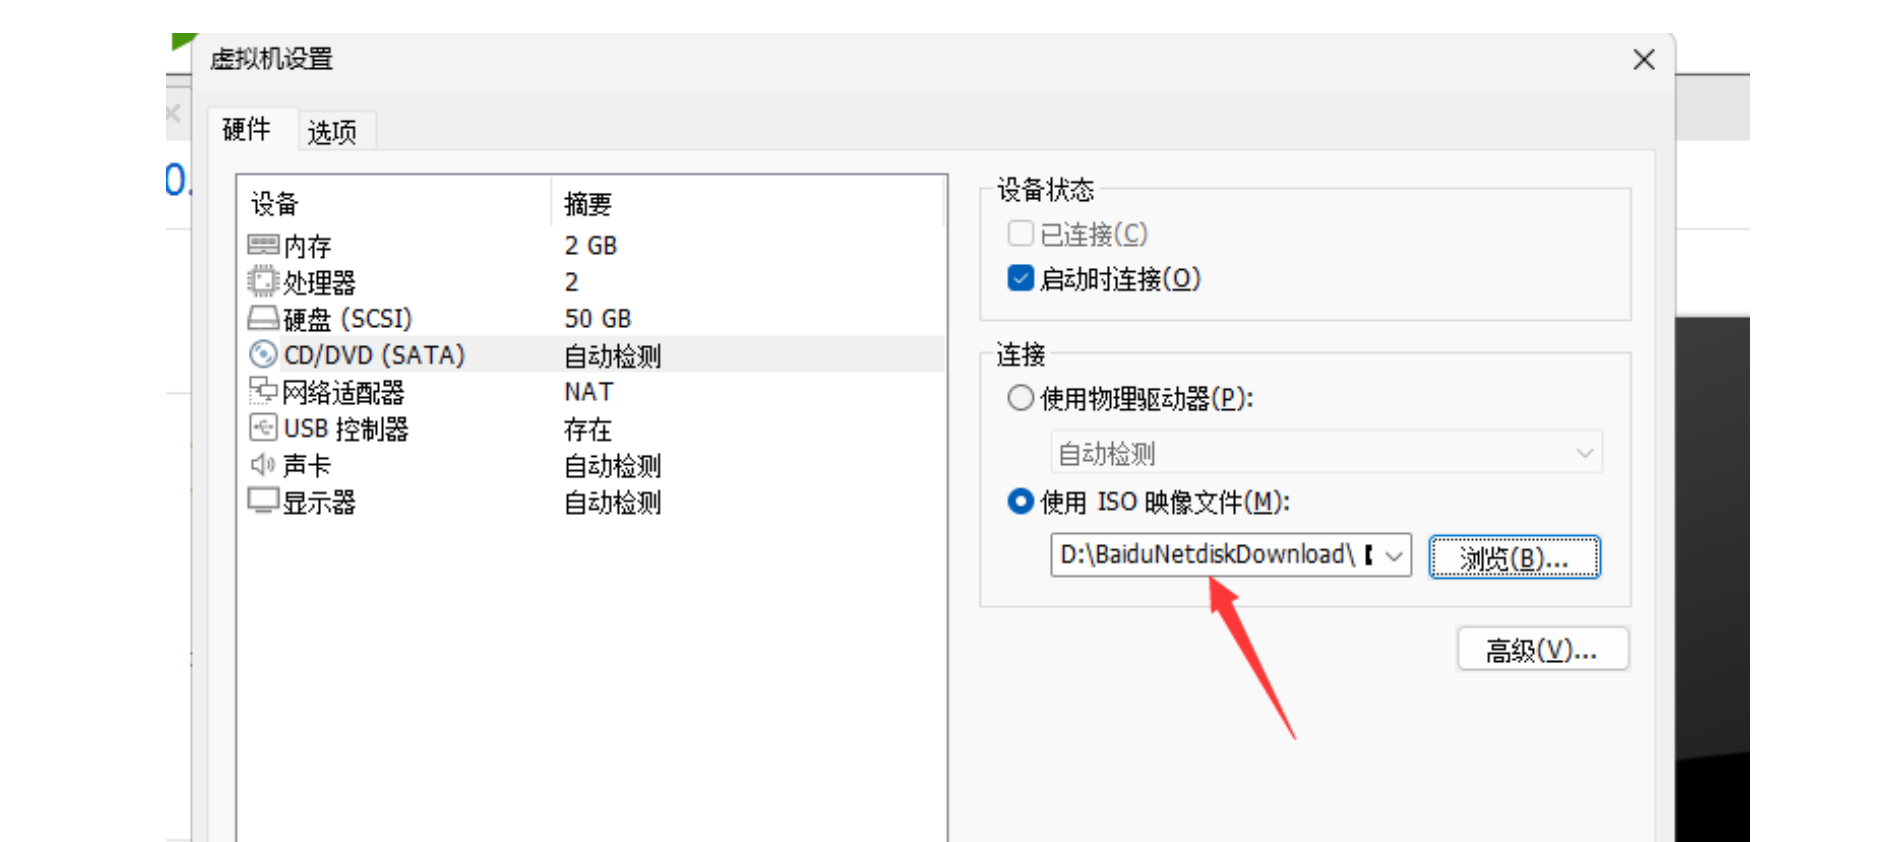 虚拟机设置
硬件 选项
0.
设备 摘要
内存 2 GB
处理器 2
硬盘 (SCSI) 50 GB
CD/DVD (SATA) 自动检测
网络适配器 NAT
USB 控制器 存在
声卡 自动检测
显示器 自动检测
设备状态
已连接(C)
启动时连接(O)
连接
使用物理驱动器(P):
自动检测
使用 ISO 映像文件(M):
D:\BaiduNetdiskDownload\【
浏览(B)...
高级(V)...